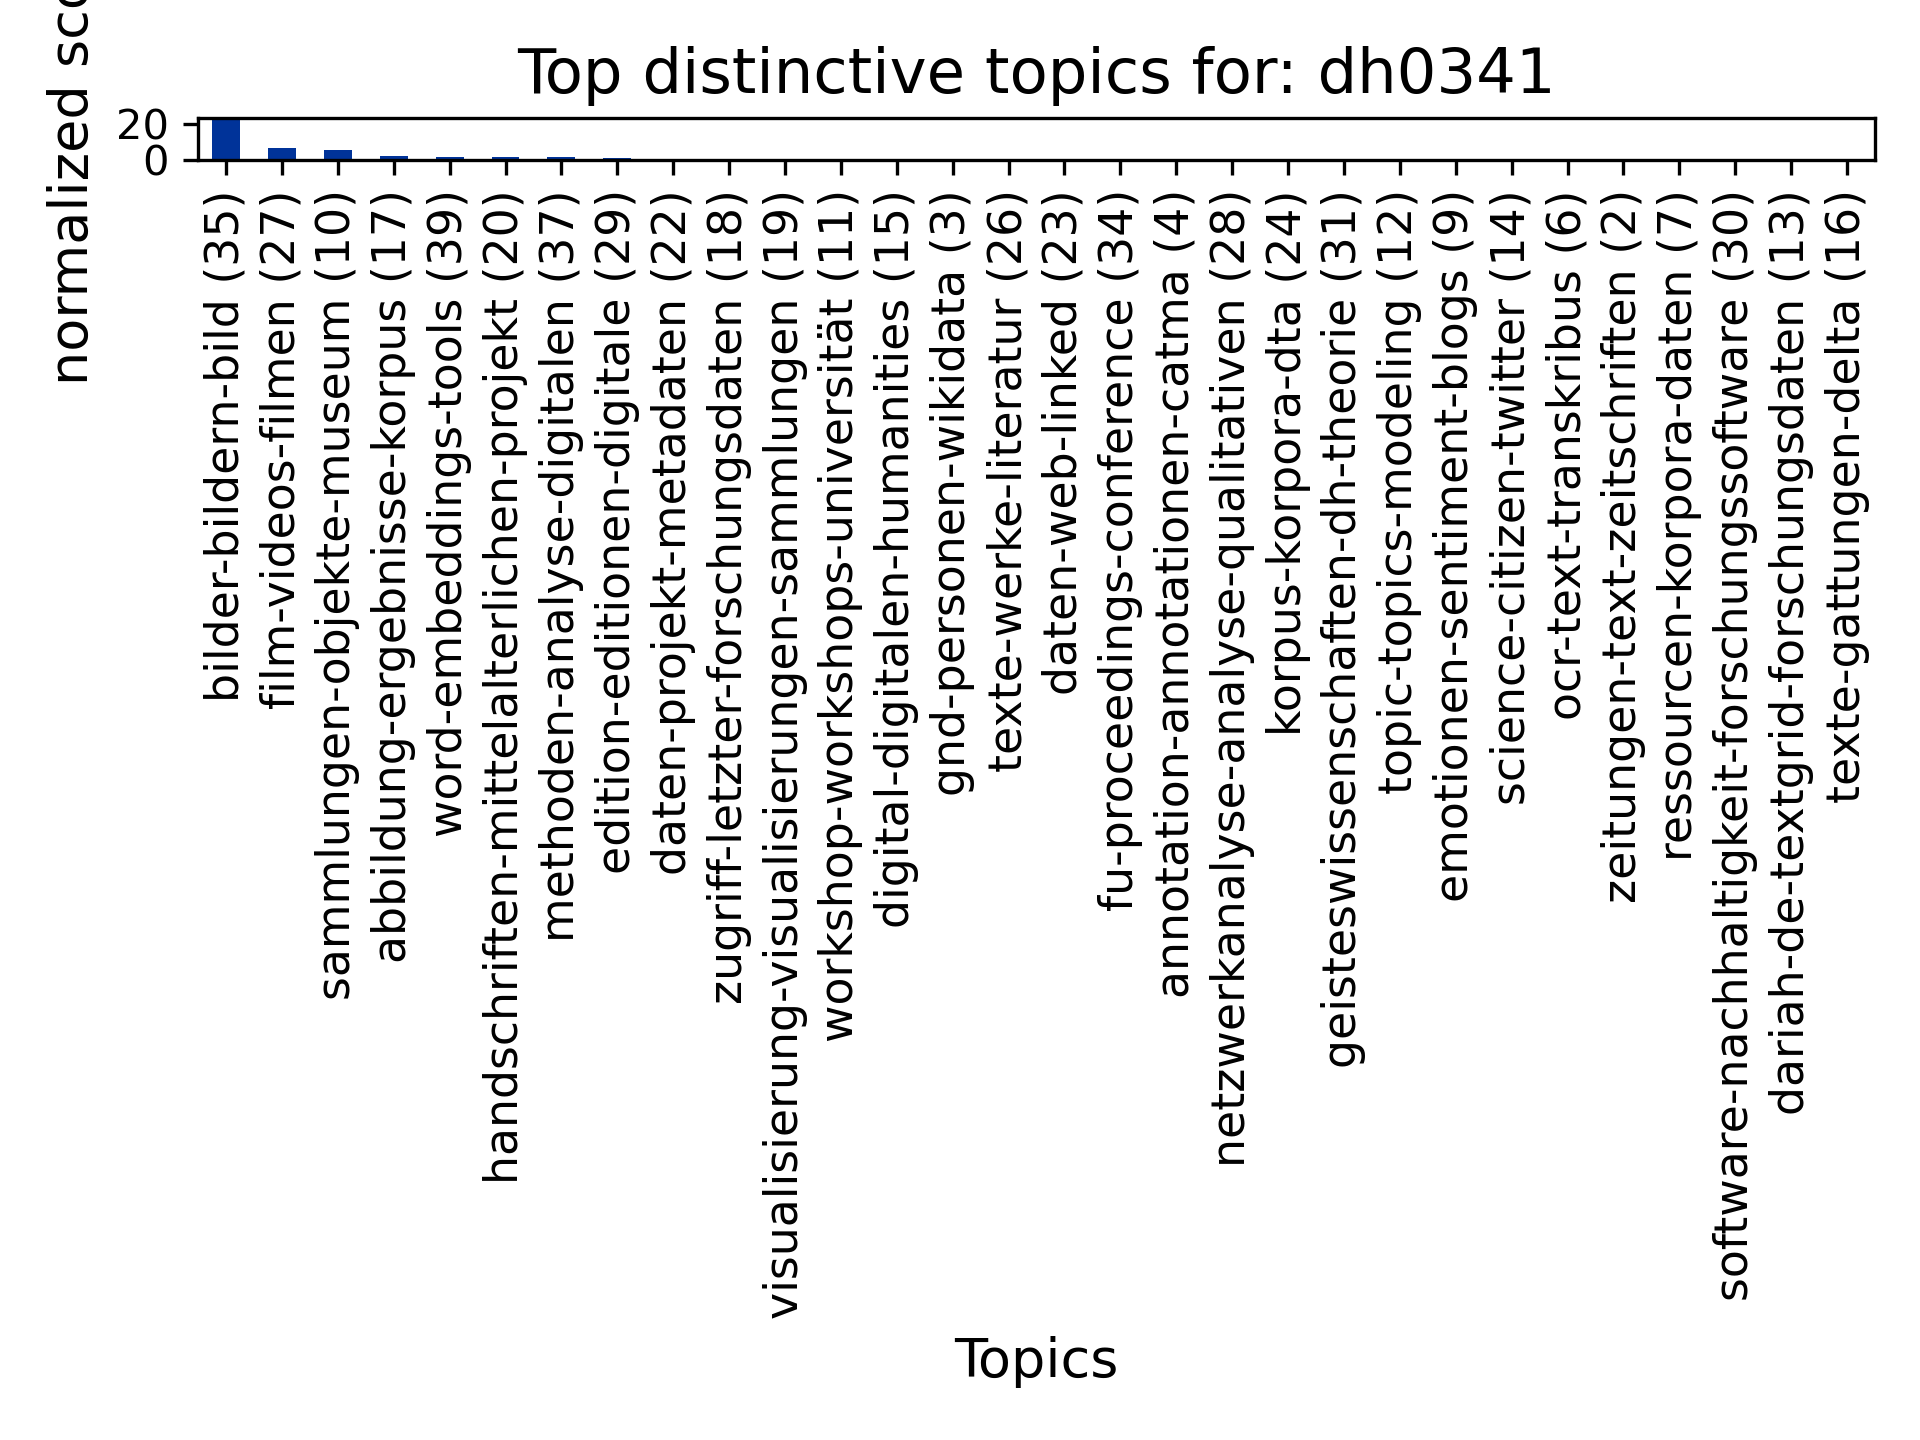 Top distinctive topics for: dh0341
normalized sco
20
0
bilder-bildern-bild (35)
film-videos-filmen (27)
sammlungen-objekte-museum (10)
abbildung-ergebnisse-korpus (17)
word-embeddings-tools (39)
handschriften-mittelalterlichen-projekt (20)
methoden-analyse-digitalen (37)
edition-editionen-digitale (29)
daten-projekt-metadaten (22)
zugriff-letzter-forschungsdaten (18)
visualisierung-visualisierungen-sammlungen (19)
workshop-workshops-universität (11)
digital-digitalen-humanities (15)
gnd-personen-wikidata (3)
texte-werke-literatur (26)
daten-web-linked (23)
fu-proceedings-conference (34)
annotation-annotationen-catma (4)
netzwerkanalyse-analyse-qualitativen (28)
korpus-korpora-dta (24)
geisteswissenschaften-dh-theorie (31)
topic-topics-modeling (12)
emotionen-sentiment-blogs (9)
science-citizen-twitter (14)
ocr-text-transkribus (6)
zeitungen-text-zeitschriften (2)
ressourcen-korpora-daten (7)
software-nachhaltigkeit-forschungssoftware (30)
dariah-de-textgrid-forschungsdaten (13)
texte-gattungen-delta (16)
Topics